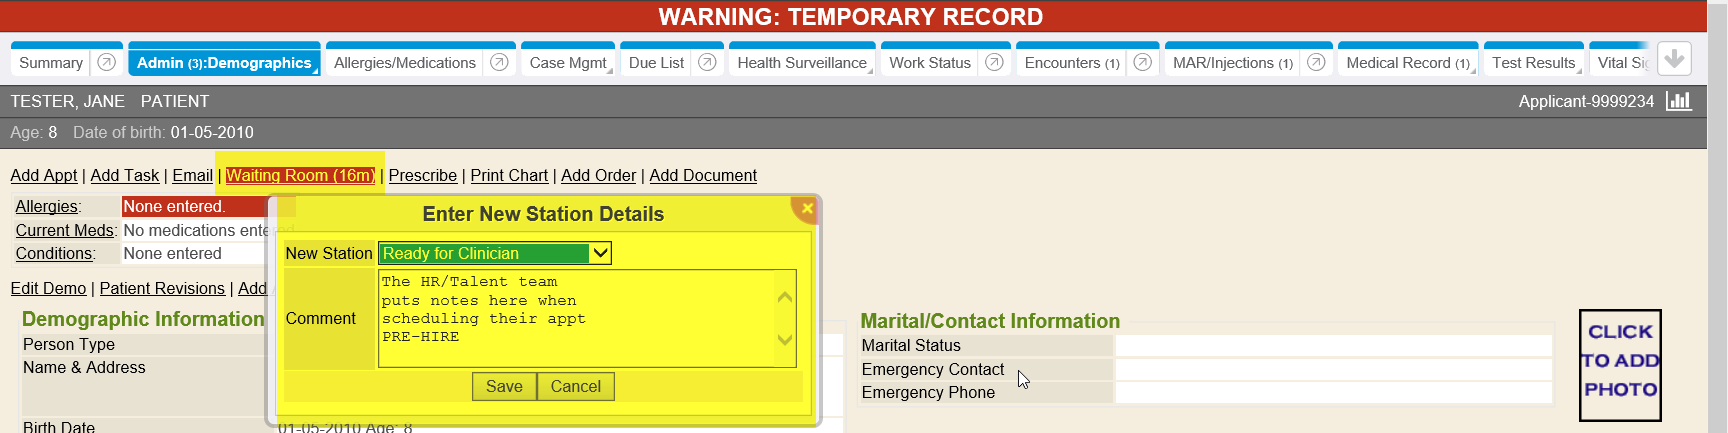 WARNING: TEMPORARY RECORD
Summary Admin (3):Demographics Allergies/Medications Case Mgmt Due List Health Surveillance Work Status Encounters (1) MAR/Injections (1) Medical Record (1) Test Results Vital
TESTER, JANE PATIENT Applicant-9999234
Age: 8 Date of birth: 01-05-2010
Add Appt | Add Task | Email | Waiting Room (16m) | Prescribe | Print Chart | Add Order | Add Document
Allergies: None entered.
Current Meds: No medications
Conditions: None entered
Enter New Station Details
New Station Ready for Clinician
Comment
The HR/Talent team
puts notes here when
scheduling their appt
PRE-HIRE
Save Cancel
Edit Demo | Patient Revisions | Add
Demographic Information
Person Type
Name & Address
Birth Date 01-05-2010 Age: 8
Marital/Contact Information
Marital Status
Emergency Contact
Emergency Phone
CLICK
TO ADD
PHOTO